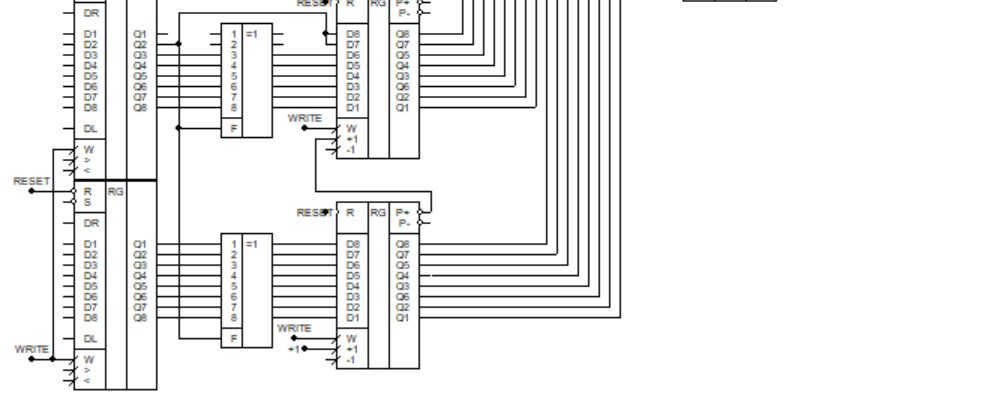 RESET R RG P+
DR P-
D1 Q1 1 =1 D8 Q8
D2 Q2 2 D7 Q7
D3 Q3 3 D6 Q5
D4 Q4 4 D5 Q4
D5 Q5 5 D4 Q3
D6 Q6 6 D3 Q6
D7 Q7 7 D2 Q2
D8 Q8 8 D1 Q1
WRITE
DL F W
+1
W -1
>
<
RESET
R RG
S
RESET R RG P+
DR P-
D1 Q1 1 =1 D8 Q8
D2 Q2 2 D7 Q7
D3 Q3 3 D6 Q5
D4 Q4 4 D5 Q4
D5 Q5 5 D4 Q3
D6 Q6 6 D3 Q6
D7 Q7 7 D2 Q2
D8 Q8 8 D1 Q1
WRITE
DL F W
WRITE +1 +1
W -1
>
<